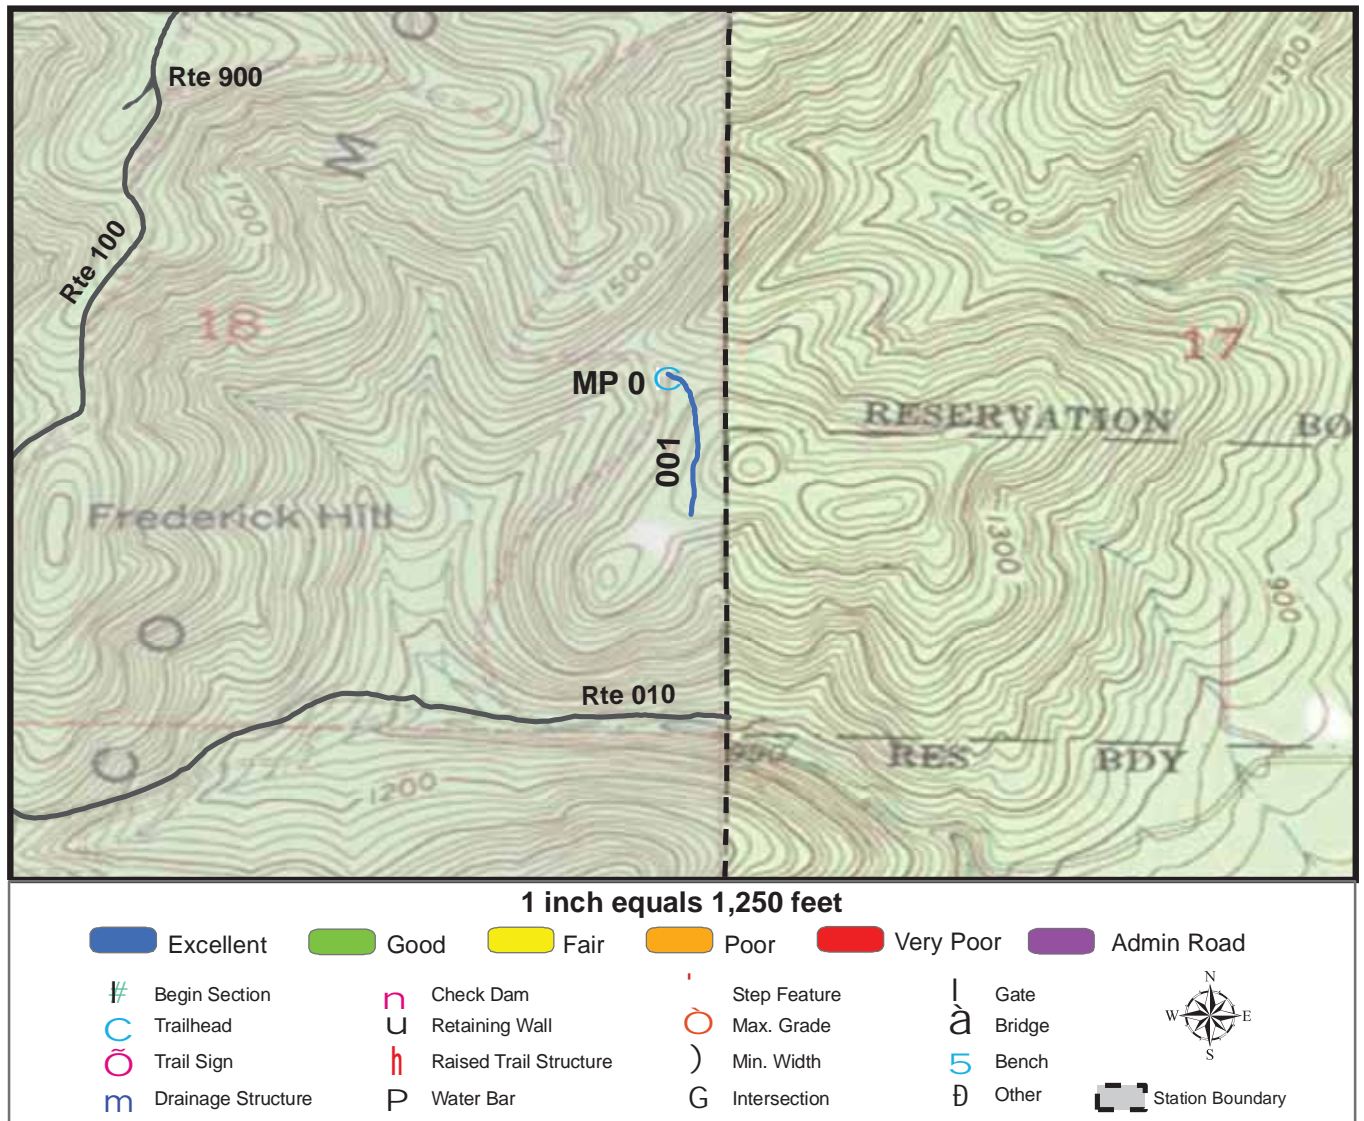 Rte 900
M
1300
1700
1100
Rte 100
1500
18
17
MP 0
RESERVATION BO
001
Frederick Hill
1300
900
O
Rte 010
C
RES BDY
1200
1 inch equals 1,250 feet
Excellent Good Fair Poor Very Poor Admin Road
# Begin Section
C Trailhead
Õ Trail Sign
m Drainage Structure
n Check Dam
u Retaining Wall
h Raised Trail Structure
P Water Bar
' Step Feature
Ò Max. Grade
) Min. Width
G Intersection
l Gate
à Bridge
5 Bench
Ð Other
N
W E
S
Station Boundary